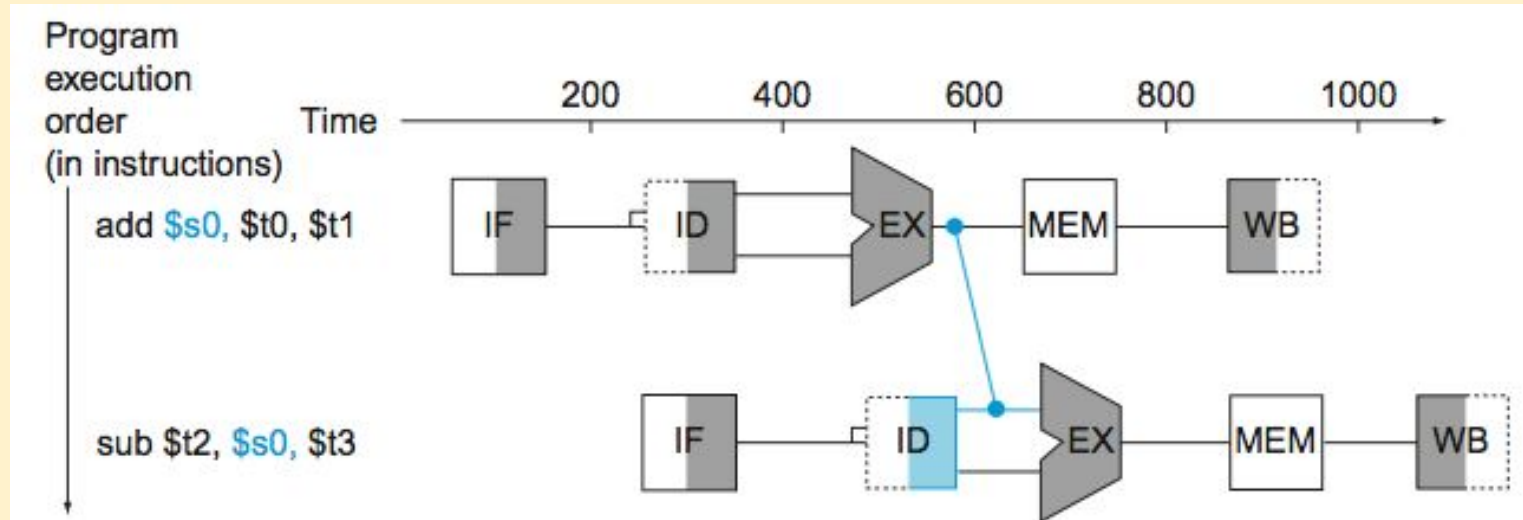 Program
execution
order
(in instructions)
Time
200 400 600 800 1000
add $s0, $t0, $t1
IF ID EX MEM WB
sub $t2, $s0, $t3
IF ID EX MEM WB